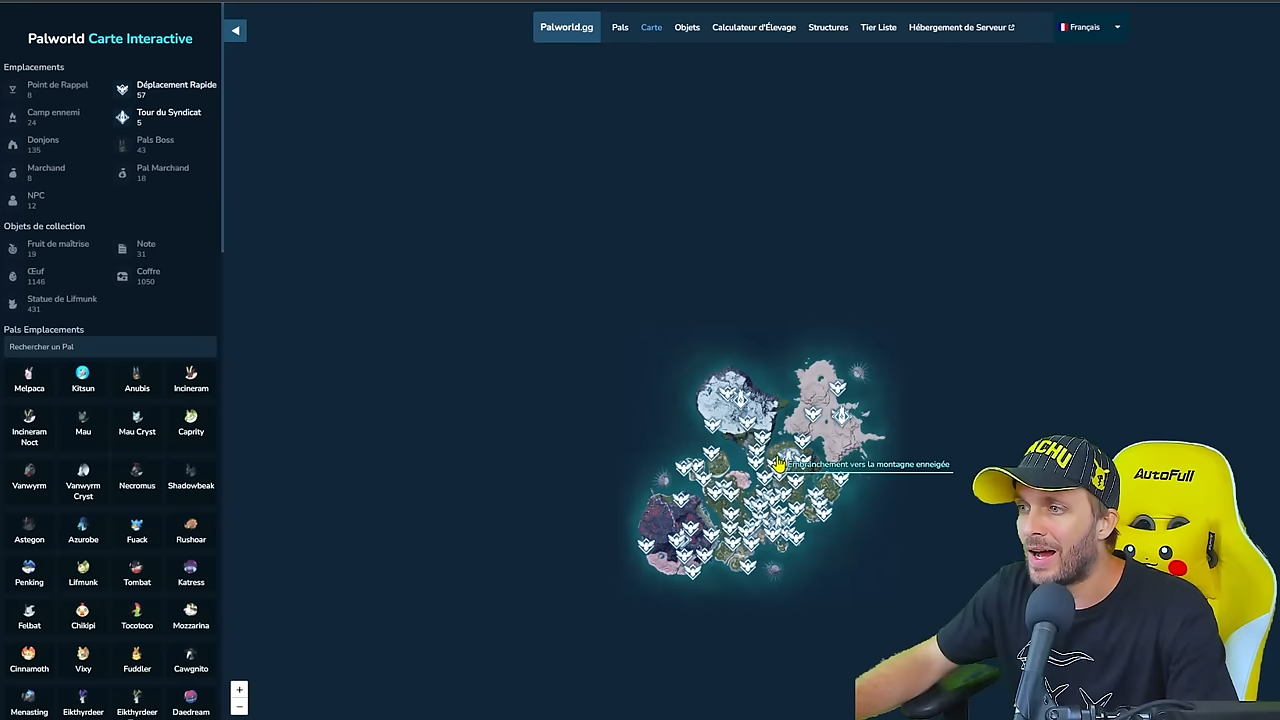 Palworld Carte Interactive
Emplacements
Point de Rappel
8
Déplacement Rapide
57
Camp ennemi
24
Tour du Syndicat
5
Donjons
135
Pals Boss
43
Marchand
8
Pal Marchand
18
NPC
12
Objets de collection
Fruit de maîtrise
19
Note
31
Œuf
1146
Coffre
1050
Statue de Lifmunk
431
Pals Emplacements
Rechercher un Pal
Melpaca
Kitsun
Anubis
Incineram
Incineram
Noct
Mau
Mau Cryst
Caprity
Vanwyrm
Vanwyrm
Cryst
Necromus
Shadowbeak
Astegon
Azurobe
Fuack
Rushoar
Penking
Lifmunk
Tombat
Katress
Felbat
Chikipi
Tocotoco
Mozzarina
Cinnamoth
Vixy
Fuddler
Cawgnito
Menasting
Eikthyrdeer
Eikthyrdeer
Daedream
Palworld.gg
Pals
Carte
Objets
Calculateur d'Élevage
Structures
Tier Liste
Hébergement de Serveur
Français
Embranchement vers la montagne enneigée
+
−
AutoFull